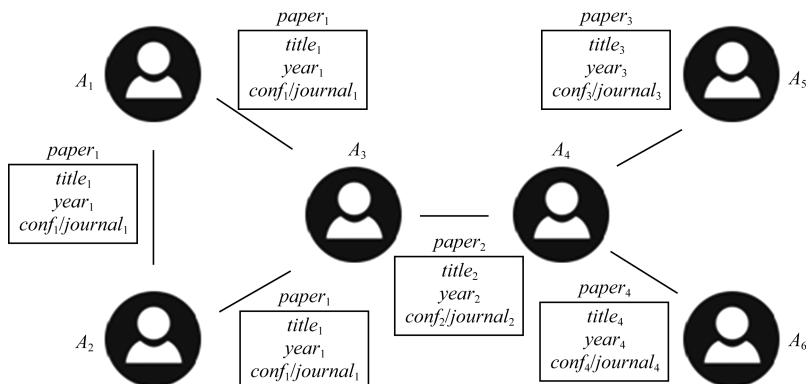 paper₁
title₁
year₁
conf₁/journal₁
A₁
paper₃
title₃
year₃
conf₃/journal₃
A₅
paper₁
title₁
year₁
conf₁/journal₁
A₃
A₄
paper₂
title₂
year₂
conf₂/journal₂
A₂
paper₁
title₁
year₁
conf₁/journal₁
paper₄
title₄
year₄
conf₄/journal₄
A₆